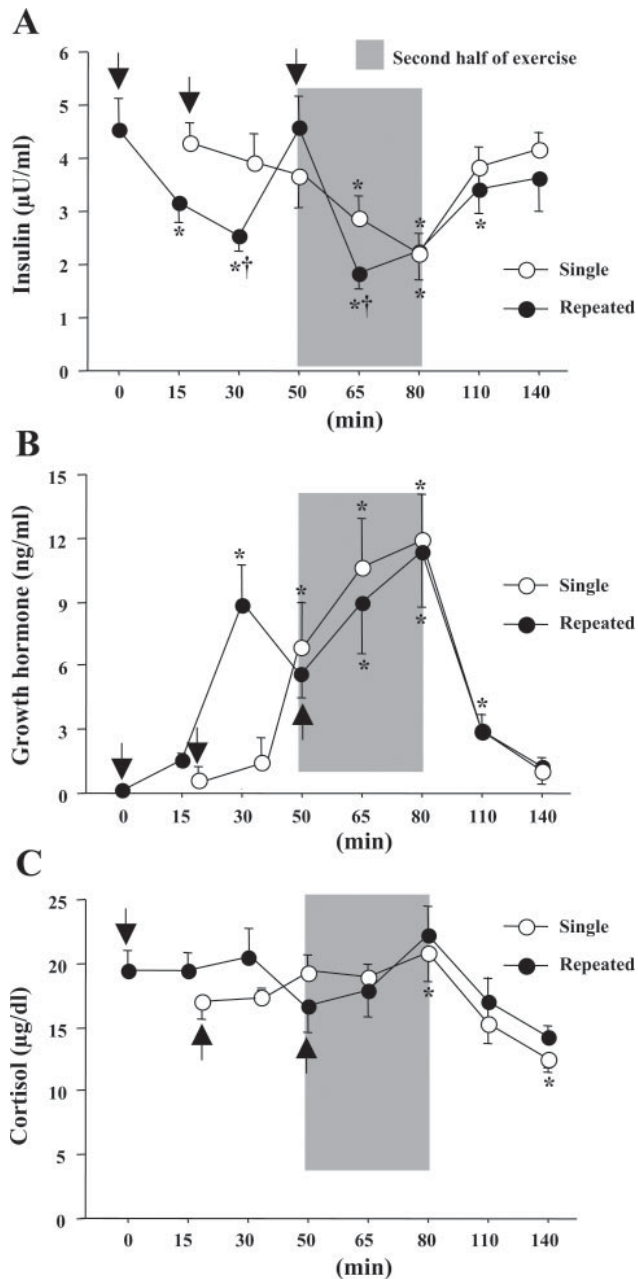 A
Insulin (µU/ml)
6
5
4
3
2
1
0
Second half of exercise
*
*†
*
*†
*
*
*
Single
Repeated
0 15 30 50 65 80 110 140
(min)
B
Growth hormone (ng/ml)
15
12
9
6
3
0
*
*
*
*
*
*
*
Single
Repeated
0 15 30 50 65 80 110 140
(min)
C
Cortisol (µg/dl)
25
20
15
10
5
0
*
*
Single
Repeated
0 15 30 50 65 80 110 140
(min)